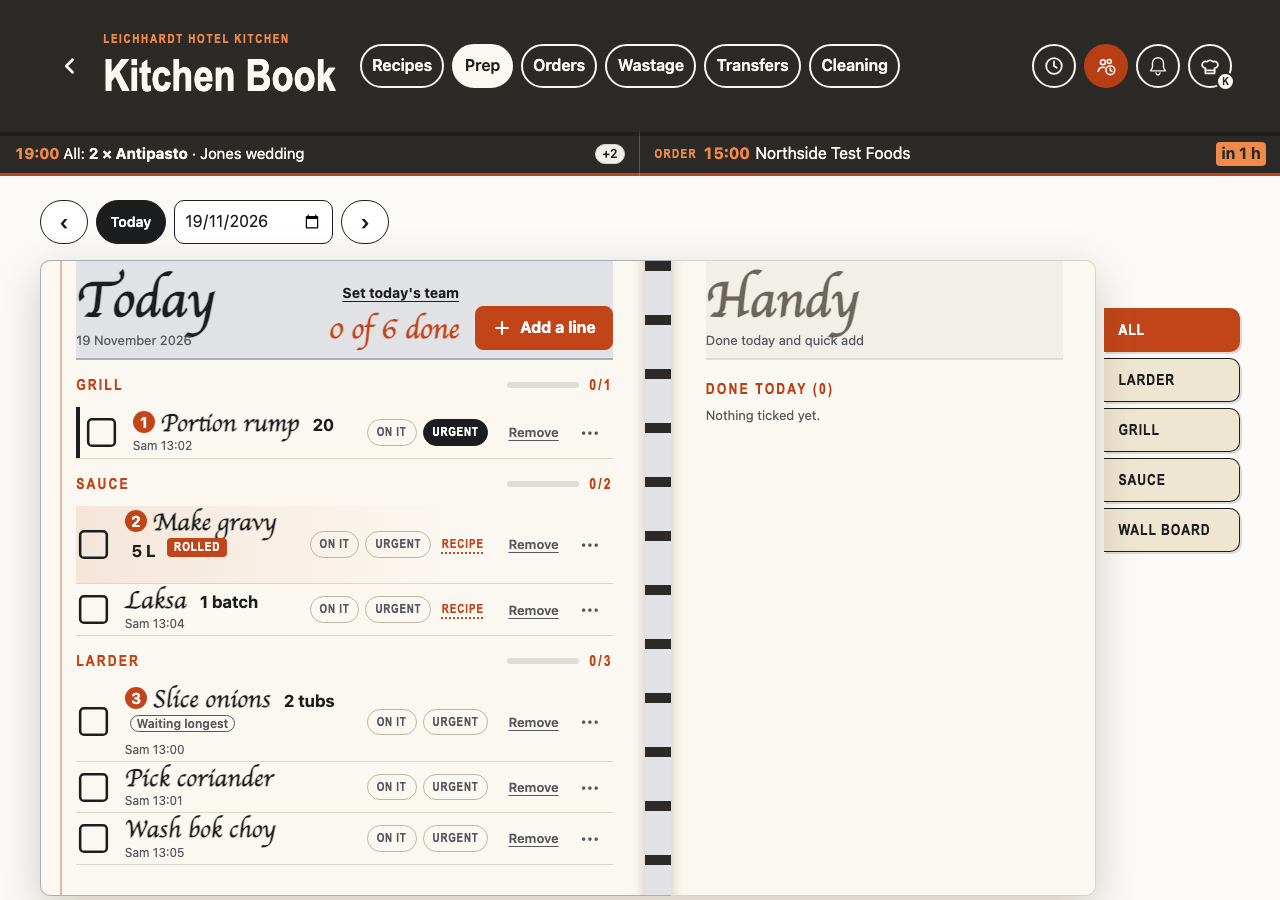 LEICHHARDT HOTEL KITCHEN
Kitchen Book
Recipes Prep Orders Wastage Transfers Cleaning
K
19:00 All: 2 × Antipasto · Jones wedding +2
ORDER 15:00 Northside Test Foods in 1 h
‹ Today 19/11/2026 ›
Today
Set today's team
0 of 6 done
+ Add a line
19 November 2026
GRILL 0/1
1 Portion rump 20 ON IT URGENT Remove ···
Sam 13:02
SAUCE 0/2
2 Make gravy
5 L ROLLED ON IT URGENT RECIPE Remove ···
Laksa 1 batch ON IT URGENT RECIPE Remove ···
Sam 13:04
LARDER 0/3
3 Slice onions 2 tubs
Waiting longest ON IT URGENT Remove ···
Sam 13:00
Pick coriander ON IT URGENT Remove ···
Sam 13:01
Wash bok choy ON IT URGENT Remove ···
Sam 13:05
Handy
Done today and quick add
DONE TODAY (0)
Nothing ticked yet.
ALL
LARDER
GRILL
SAUCE
WALL BOARD